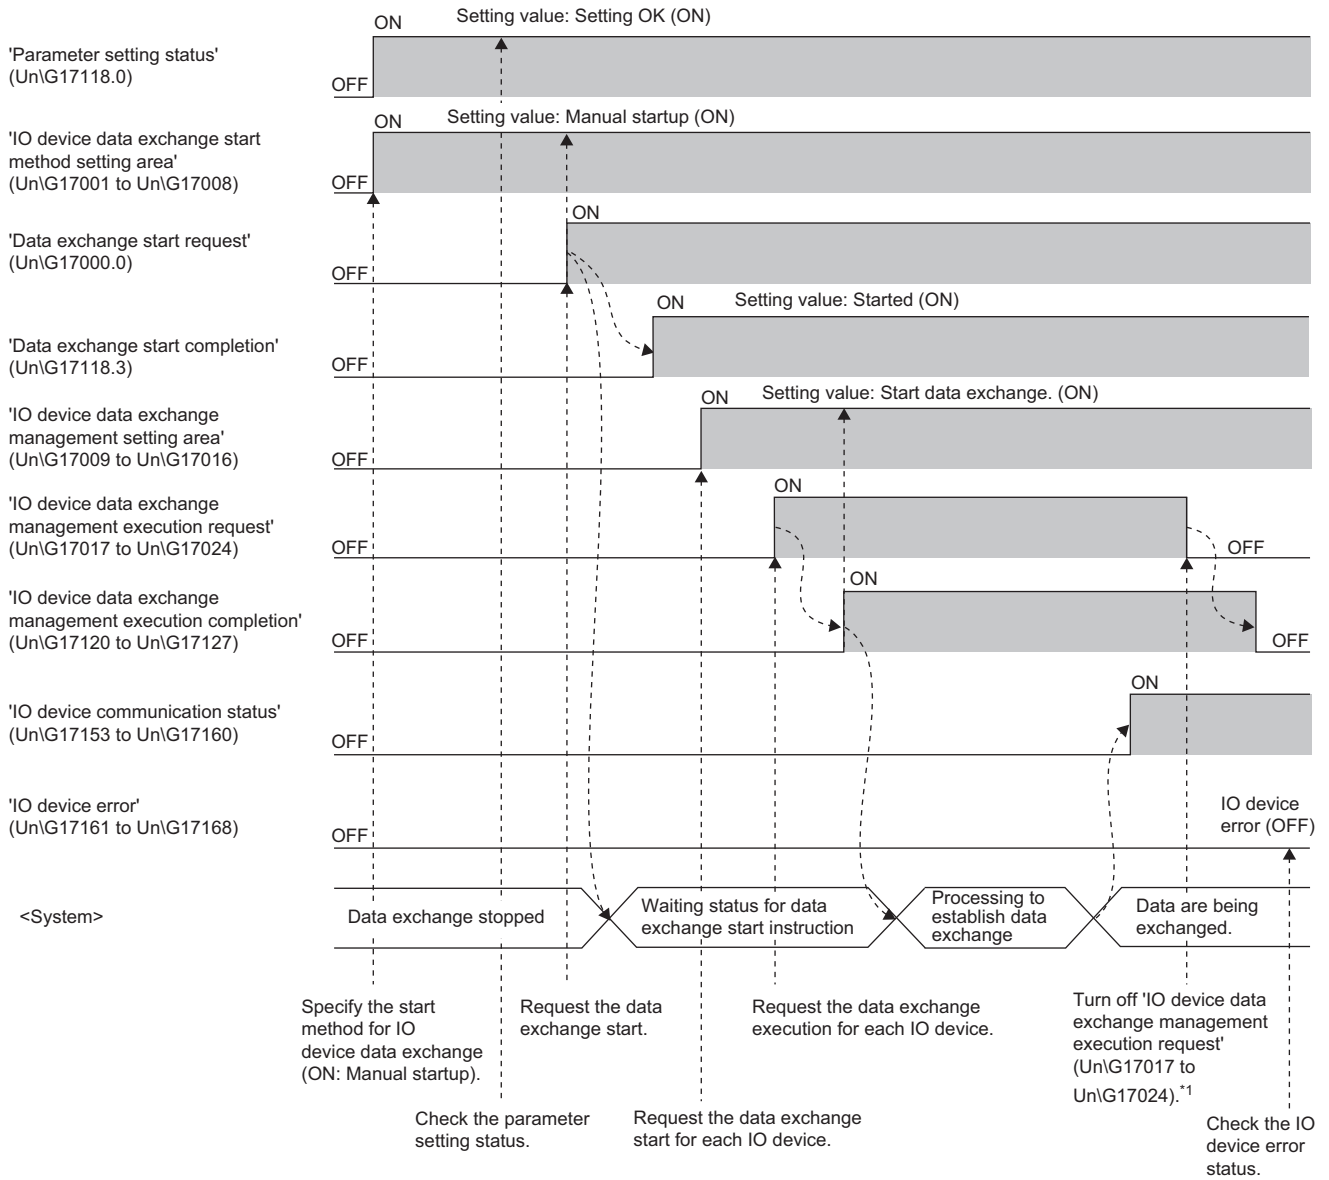 ON
Setting value: Setting OK (ON)
'Parameter setting status'
(Un\G17118.0)
OFF
ON
Setting value: Manual startup (ON)
'IO device data exchange start
method setting area'
(Un\G17001 to Un\G17008)
OFF
ON
'Data exchange start request'
(Un\G17000.0)
OFF
ON
Setting value: Started (ON)
'Data exchange start completion'
(Un\G17118.3)
OFF
ON
Setting value: Start data exchange. (ON)
'IO device data exchange
management setting area'
(Un\G17009 to Un\G17016)
OFF
ON
'IO device data exchange
management execution request'
(Un\G17017 to Un\G17024)
OFF
OFF
ON
'IO device data exchange
management execution completion'
(Un\G17120 to Un\G17127)
OFF
OFF
ON
'IO device communication status'
(Un\G17153 to Un\G17160)
OFF
'IO device error'
(Un\G17161 to Un\G17168)
OFF
IO device
error (OFF)
<System>
Data exchange stopped
Waiting status for data
exchange start instruction
Processing to
establish data
exchange
Data are being
exchanged.
Specify the start
method for IO
device data exchange
(ON: Manual startup).
Request the data
exchange start.
Request the data exchange
execution for each IO device.
Turn off 'IO device data
exchange management
execution request'
(Un\G17017 to
Un\G17024).*1
Check the parameter
setting status.
Request the data exchange
start for each IO device.
Check the IO
device error
status.